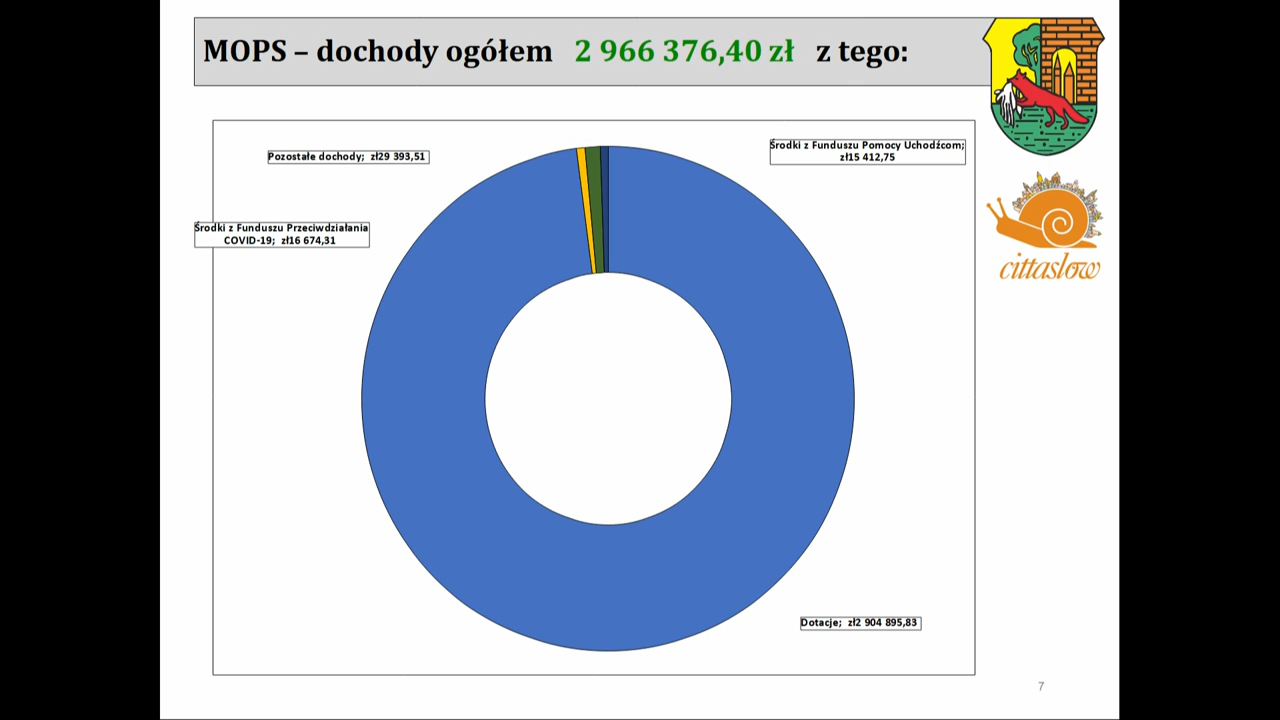 MOPS – dochody ogółem 2 966 376,40 zł z tego:
Pozostałe dochody; zł29 393,51
Środki z Funduszu Pomocy Uchodźcom;
zł15 412,75
Środki z Funduszu Przeciwdziałania
COVID-19; zł16 674,31
cittaslow
Dotacje; zł2 904 895,83
7